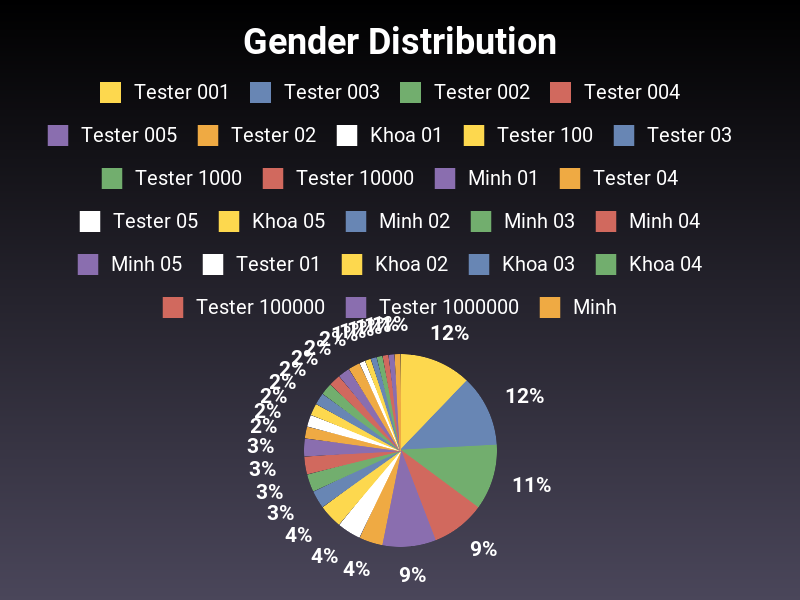 Gender Distribution
Tester 001 Tester 003 Tester 002 Tester 004
Tester 005 Tester 02 Khoa 01 Tester 100 Tester 03
Tester 1000 Tester 10000 Minh 01 Tester 04
Tester 05 Khoa 05 Minh 02 Minh 03 Minh 04
Minh 05 Tester 01 Khoa 02 Khoa 03 Khoa 04
Tester 100000 Tester 1000000 Minh
12%
12%
11%
9%
9%
4%
4%
4%
3%
3%
3%
3%
2%
2%
2%
2%
2%
2%
2%